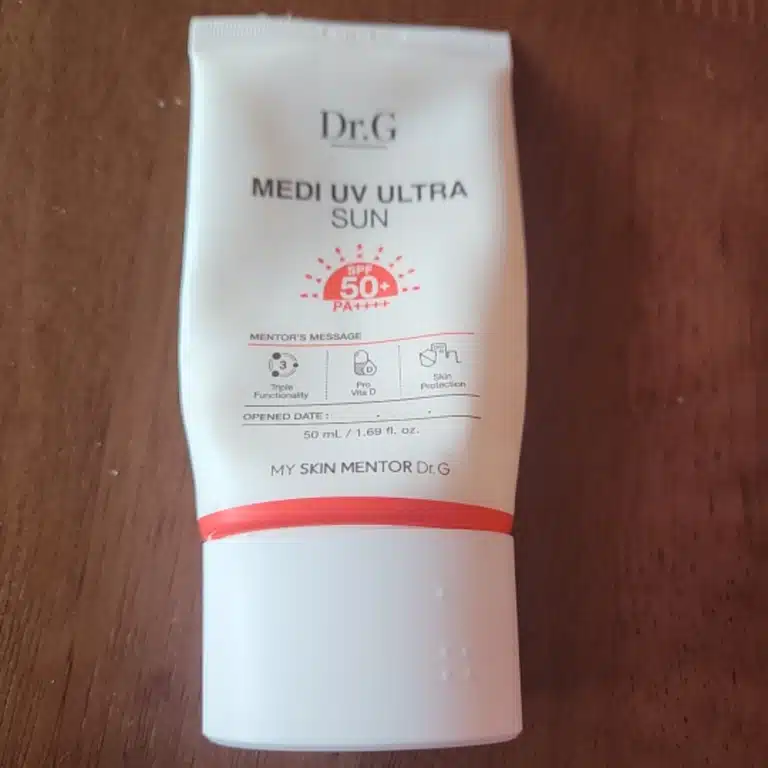 Dr.G
MEDI UV ULTRA
SUN
SPF
50+
PA++++
MENTOR'S MESSAGE
3
Triple
Functionality
D
Pro
Vita D
Skin
Protection
OPENED DATE : . .
50 mL / 1.69 fl. oz.
MY SKIN MENTOR Dr.G